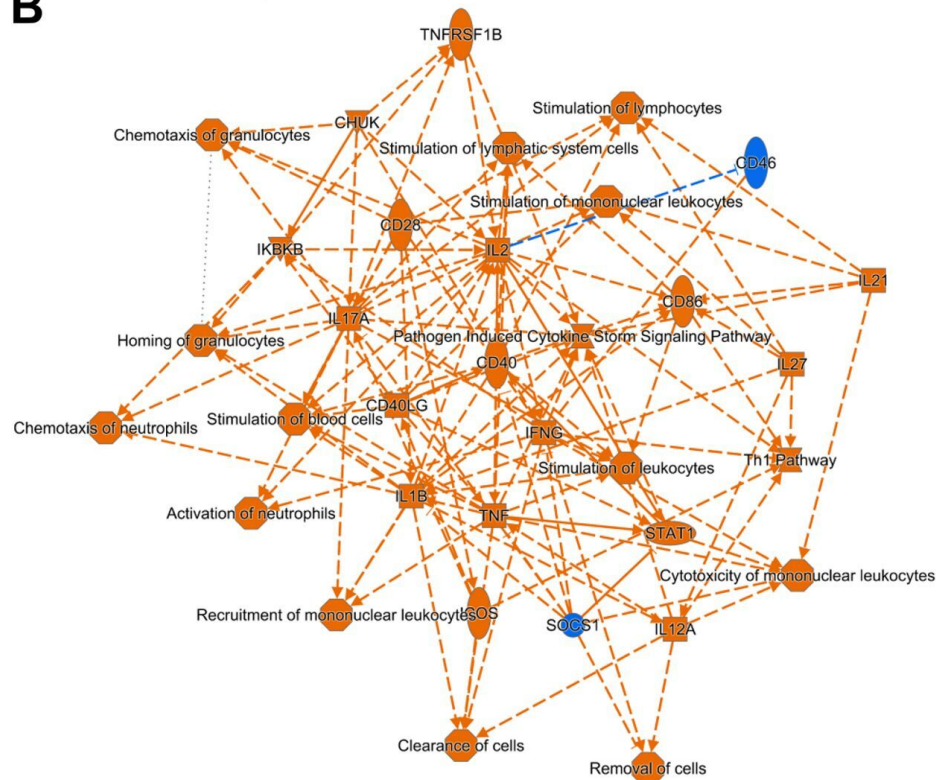 B
TNFRSF1B
Stimulation of lymphocytes
CHUK
Chemotaxis of granulocytes
Stimulation of lymphatic system cells
CD46
Stimulation of mononuclear leukocytes
CD28
IKBKB
IL2
IL21
CD86
IL17A
Pathogen Induced Cytokine Storm Signaling Pathway
Homing of granulocytes
CD40
IL27
CD40LG
Stimulation of blood cells
Chemotaxis of neutrophils
IFNG
Th1 Pathway
Stimulation of leukocytes
IL1B
Activation of neutrophils
TNF
STAT1
Cytotoxicity of mononuclear leukocytes
Recruitment of mononuclear leukocytes
ICOS
SOCS1
IL12A
Clearance of cells
Removal of cells